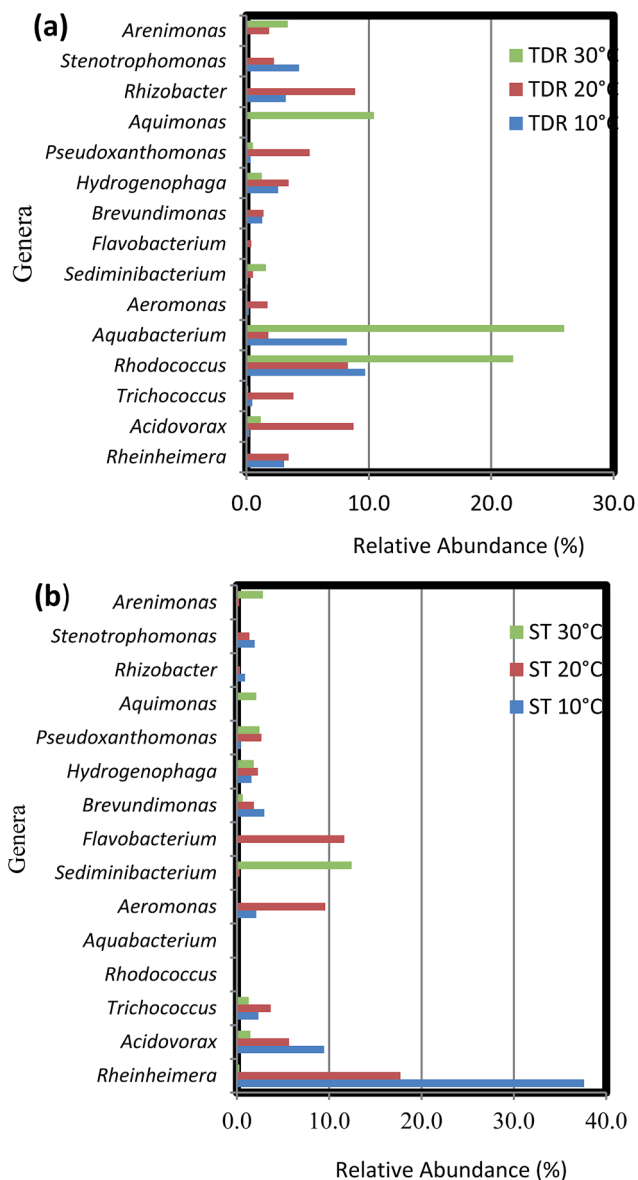 (a)
Arenimonas
Stenotrophomonas
Rhizobacter
Aquimonas
Pseudoxanthomonas
Hydrogenophaga
Brevundimonas
Flavobacterium
Sediminibacterium
Aeromonas
Aquabacterium
Rhodococcus
Trichococcus
Acidovorax
Rheinheimera
Genera
TDR 30°C
TDR 20°C
TDR 10°C
0.0 10.0 20.0 30.0
Relative Abundance (%)
(b)
Arenimonas
Stenotrophomonas
Rhizobacter
Aquimonas
Pseudoxanthomonas
Hydrogenophaga
Brevundimonas
Flavobacterium
Sediminibacterium
Aeromonas
Aquabacterium
Rhodococcus
Trichococcus
Acidovorax
Rheinheimera
Genera
ST 30°C
ST 20°C
ST 10°C
0.0 10.0 20.0 30.0 40.0
Relative Abundance (%)